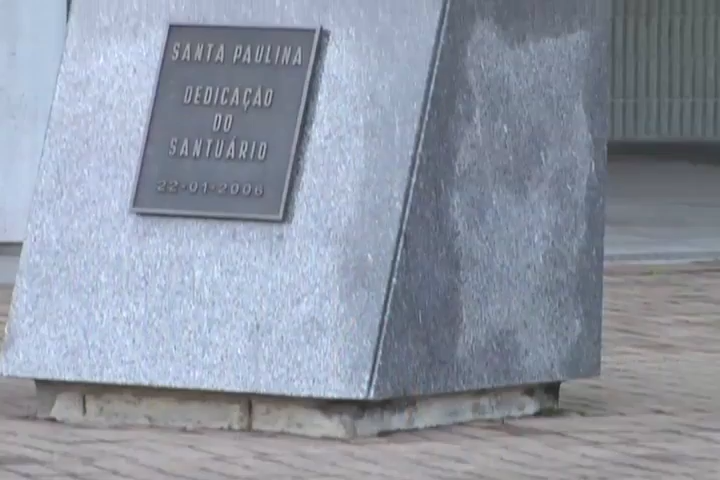 SANTA PAULINA
DEDICAÇÃO
DO
SANTUÁRIO
22-01-2006